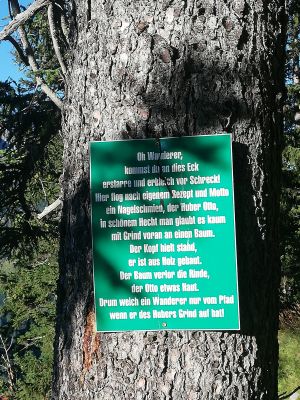 Oh Wanderer,
kommst du an dies Eck
erstarre und erbleich vor Schreck!
Hier flog nach eigenem Rezept und Motto
ein Nagelschmied, der Huber Otto,
in schönem Hecht man glaubt es kaum
mit Grind voran an einen Baum.
Der Kopf hielt stand,
er ist aus Holz gebaut.
Der Baum verlor die Rinde,
der Otto etwas Haut.
Drum weich ein Wanderer nur vom Pfad
wenn er des Hubers Grind auf hat!